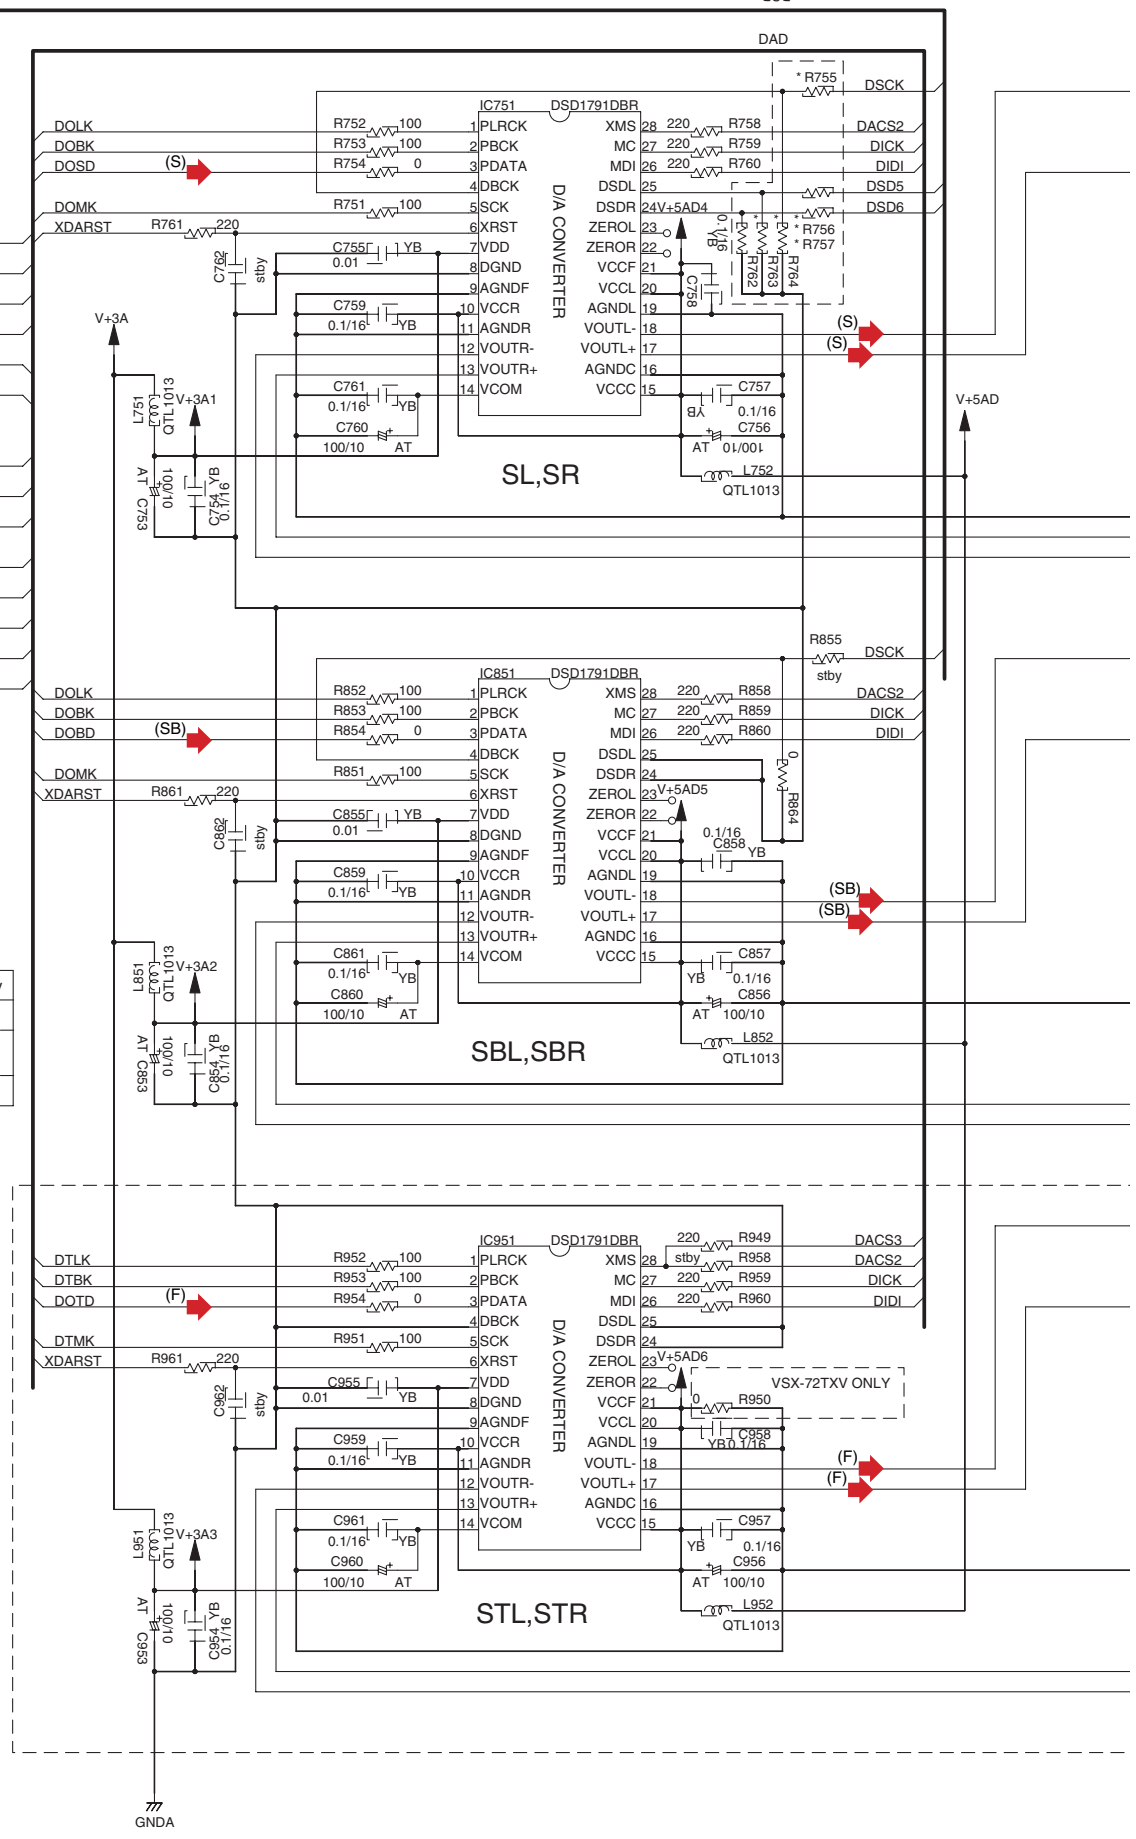 DAD
* R755
DSCK
IC751 DSD1791DBR
DOLK R752 100 1 PLRCK XMS 28 220 R758 DACS2
DOBK R753 100 2 PBCK MC 27 220 R759 DICK
DOSD (S) R754 0 3 PDATA MDI 26 220 R760 DIDI
4 DBCK DSDL 25 DSD5
DOMK R751 100 5 SCK DSDR 24 V+5AD4 DSD6
XDARST R761 220 6 XRST ZEROL 23 * * * R756
* R757
C755 YB 7 VDD ZEROR 22 0.1/16 YB R762 R763 R764
0.01
C762 stby 8 DGND VCCF 21
9 AGNDF VCCL 20 C758
C759 10 VCCR AGNDL 19
0.1/16 YB 11 AGNDR VOUTL- 18 (S)
12 VOUTR- VOUTL+ 17 (S)
13 VOUTR+ AGNDC 16
C761 14 VCOM VCCC 15 C757
0.1/16 YB YB 0.1/16
C760 C756
100/10 AT AT 100/10
D/A CONVERTER
V+3A
L751 QTL1013 V+3A1
V+5AD
SL,SR
L752
QTL1013
AT C753 100/10 C754 YB 0.1/16
R855
stby
DSCK
IC851 DSD1791DBR
DOLK R852 100 1 PLRCK XMS 28 220 R858 DACS2
DOBK R853 100 2 PBCK MC 27 220 R859 DICK
DOBD (SB) R854 0 3 PDATA MDI 26 220 R860 DIDI
4 DBCK DSDL 25
DOMK R851 100 5 SCK DSDR 24 0 R864
XDARST R861 220 6 XRST ZEROL 23 V+5AD5
C855 YB 7 VDD ZEROR 22
0.01
C862 stby 8 DGND VCCF 21 0.1/16
C858
9 AGNDF VCCL 20 YB
C859 10 VCCR AGNDL 19
0.1/16 YB 11 AGNDR VOUTL- 18 (SB)
12 VOUTR- VOUTL+ 17 (SB)
13 VOUTR+ AGNDC 16
C861 14 VCOM VCCC 15 C857
0.1/16 YB YB 0.1/16
C860 C856
100/10 AT AT 100/10
D/A CONVERTER
L851 QTL1013 V+3A2
SBL,SBR
L852
QTL1013
AT C853 100/10 C854 YB 0.1/16
IC951 DSD1791DBR
220 R949 DACS3
DTLK R952 100 1 PLRCK XMS 28 stby R958 DACS2
DTBK R953 100 2 PBCK MC 27 220 R959 DICK
DOTD (F) R954 0 3 PDATA MDI 26 220 R960 DIDI
4 DBCK DSDL 25
DTMK R951 100 5 SCK DSDR 24
XDARST R961 220 6 XRST ZEROL 23 V+5AD6
C955 YB 7 VDD ZEROR 22 VSX-72TXV ONLY
0.01
C962 stby 8 DGND VCCF 21 0 R950
9 AGNDF VCCL 20 C958
YB 0.1/16
C959 10 VCCR AGNDL 19
0.1/16 YB 11 AGNDR VOUTL- 18 (F)
12 VOUTR- VOUTL+ 17 (F)
13 VOUTR+ AGNDC 16
C961 14 VCOM VCCC 15 C957
0.1/16 YB YB 0.1/16
C960 C956
100/10 AT AT 100/10
D/A CONVERTER
L951 QTL1013 V+3A3
STL,STR
L952
QTL1013
AT C953 100/10 C954 YB 0.1/16
GNDA